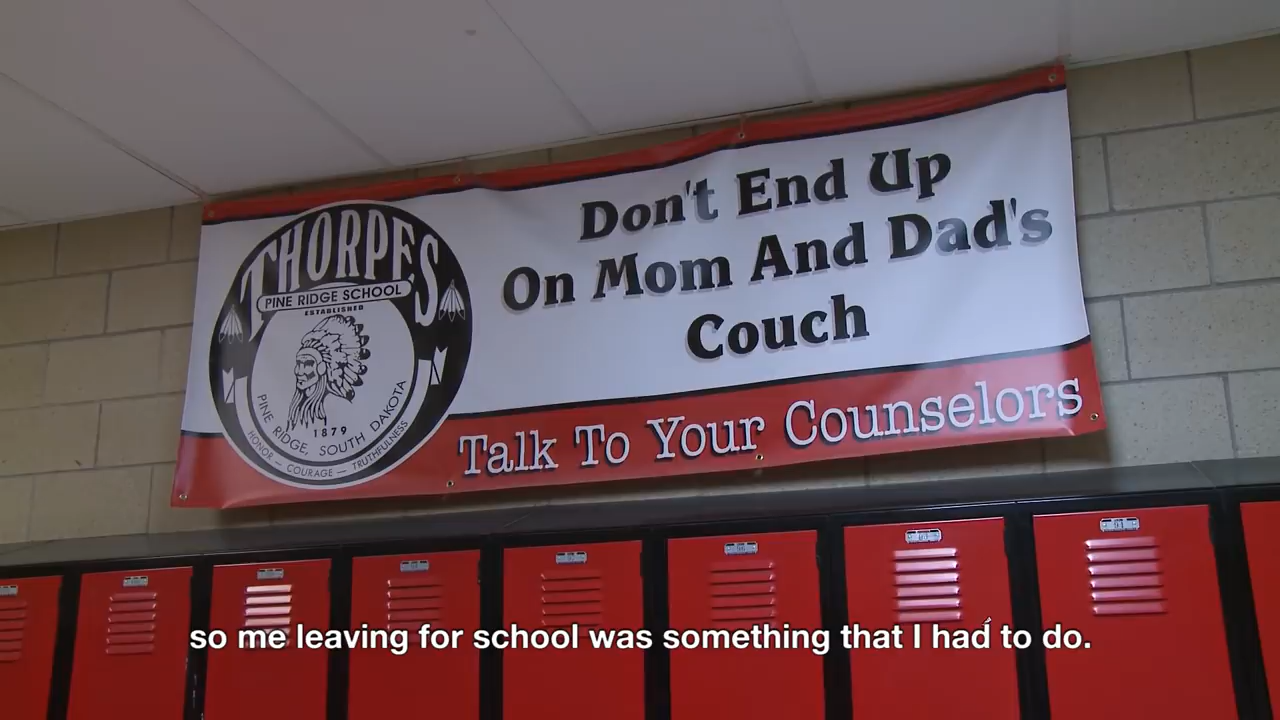 Don't End Up
On Mom And Dad's
Couch
Talk To Your Counselors
THORPES
PINE RIDGE SCHOOL
ESTABLISHED
1879
PINE RIDGE, SOUTH DAKOTA
HONOR — COURAGE — TRUTHFULNESS
so me leaving for school was something that I had to do.